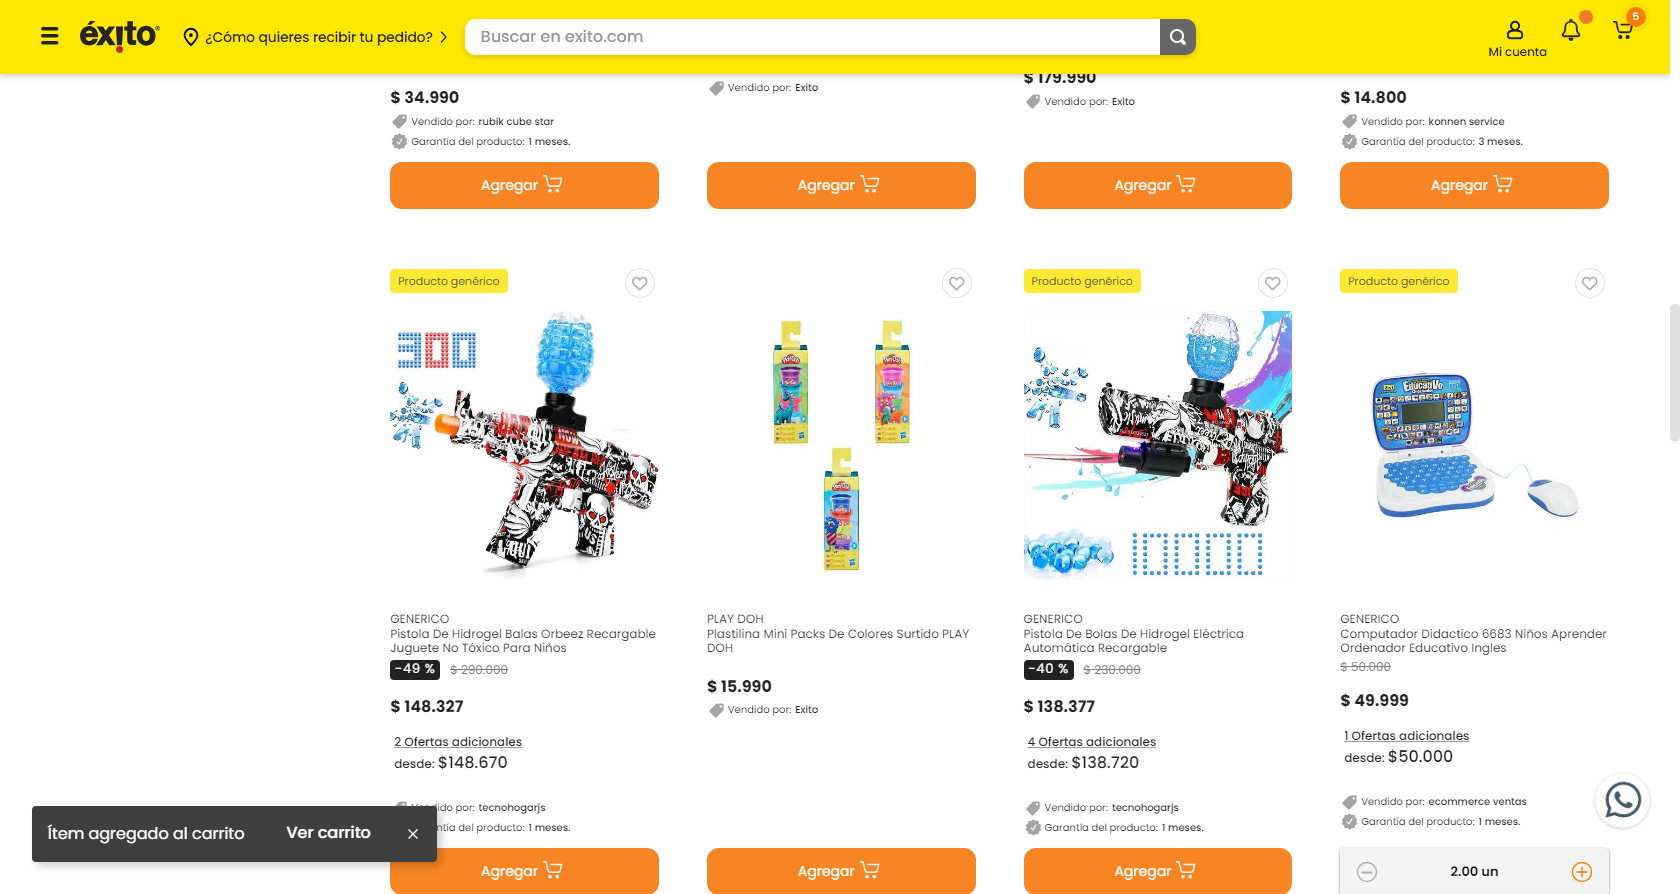 éxito
¿Cómo quieres recibir tu pedido?
Buscar en exito.com
Mi cuenta
5
$ 34.990
Vendido por: rubik cube star
Garantía del producto: 1 meses.
Agregar
Vendido por: Exito
Agregar
$ 179.990
Vendido por: Exito
Agregar
$ 14.800
Vendido por: konnen service
Garantía del producto: 3 meses.
Agregar
Producto genérico
300
GENERICO
Pistola De Hidrogel Balas Orbeez Recargable
Juguete No Tóxico Para Niños
-49 % $ 290.000
$ 148.327
2 Ofertas adicionales
desde: $148.670
Vendido por: tecnohogarjs
ntía del producto: 1 meses.
Agregar
PLAY DOH
Plastilina Mini Packs De Colores Surtido PLAY
DOH
$ 15.990
Vendido por: Exito
Agregar
Producto genérico
10000
GENERICO
Pistola De Bolas De Hidrogel Eléctrica
Automática Recargable
-40 % $ 230.000
$ 138.377
4 Ofertas adicionales
desde: $138.720
Vendido por: tecnohogarjs
Garantía del producto: 1 meses.
Agregar
Producto genérico
GENERICO
Computador Didactico 6683 Niños Aprender
Ordenador Educativo Ingles
$ 50.000
$ 49.999
1 Ofertas adicionales
desde: $50.000
Vendido por: ecommerce ventas
Garantía del producto: 1 meses.
2.00 un
Ítem agregado al carrito
Ver carrito